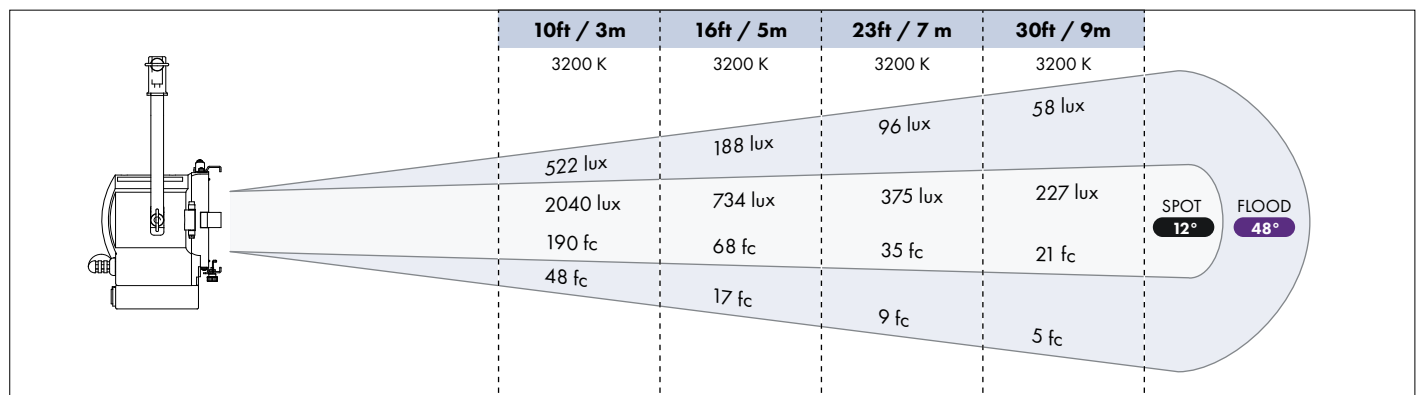 10ft / 3m 16ft / 5m 23ft / 7 m 30ft / 9m
3200 K 3200 K 3200 K 3200 K
522 lux 188 lux 96 lux 58 lux
2040 lux 734 lux 375 lux 227 lux
SPOT FLOOD
12° 48°
190 fc 68 fc 35 fc 21 fc
48 fc 17 fc 9 fc 5 fc